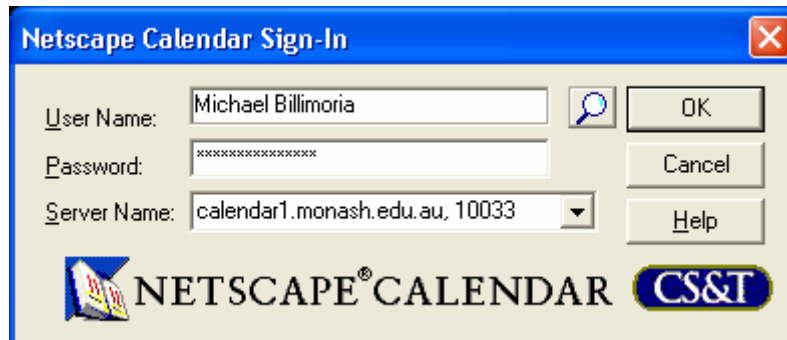 Netscape Calendar Sign-In
User Name: Michael Billimoria OK
Password: xxxxxxxxxxxxxxx Cancel
Server Name: calendar1.monash.edu.au, 10033 Help
NETSCAPE®CALENDAR CS&T